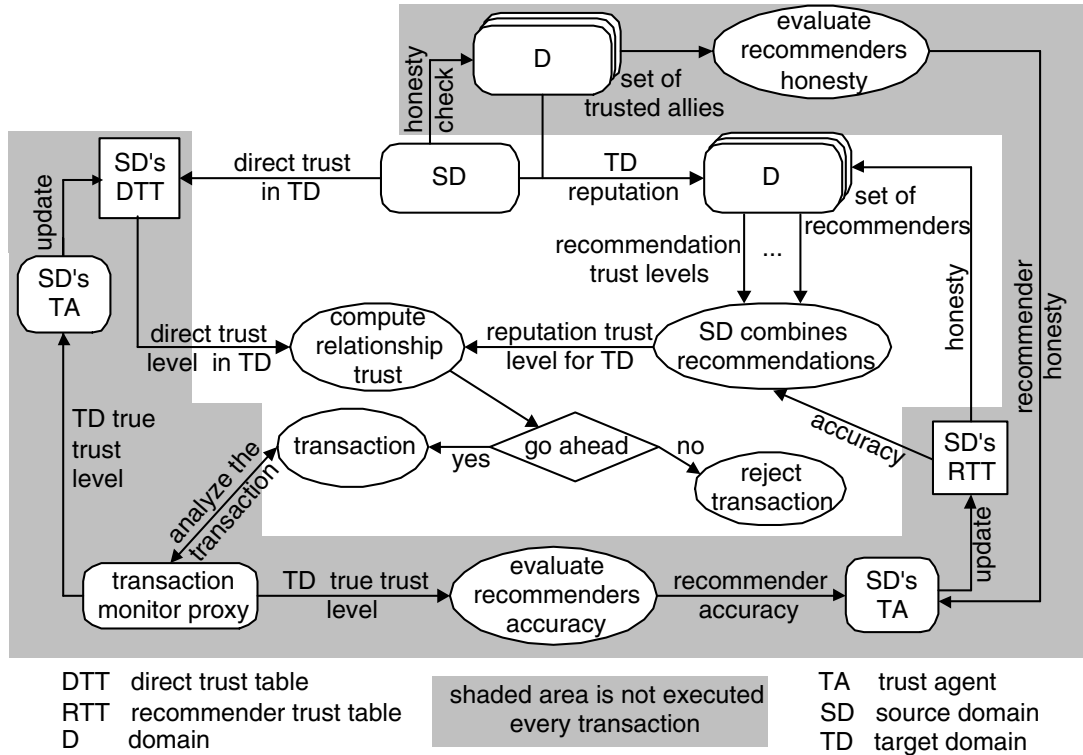 evaluate
recommenders
honesty
D
honesty
check
set of
trusted allies
SD's
DTT
direct trust
in TD
SD
TD
reputation
D
set of
recommenders
update
SD's
TA
recommendation
trust levels
...
honesty
recommender
honesty
direct trust
level in TD
compute
relationship
trust
reputation trust
level for TD
SD combines
recommendations
TD true
trust
level
transaction
yes
go ahead
no
reject
transaction
accuracy
SD's
RTT
analyze the
transaction
transaction
monitor proxy
TD true trust
level
evaluate
recommenders
accuracy
recommender
accuracy
SD's
TA
update
DTT direct trust table
RTT recommender trust table
D domain
shaded area is not executed
every transaction
TA trust agent
SD source domain
TD target domain